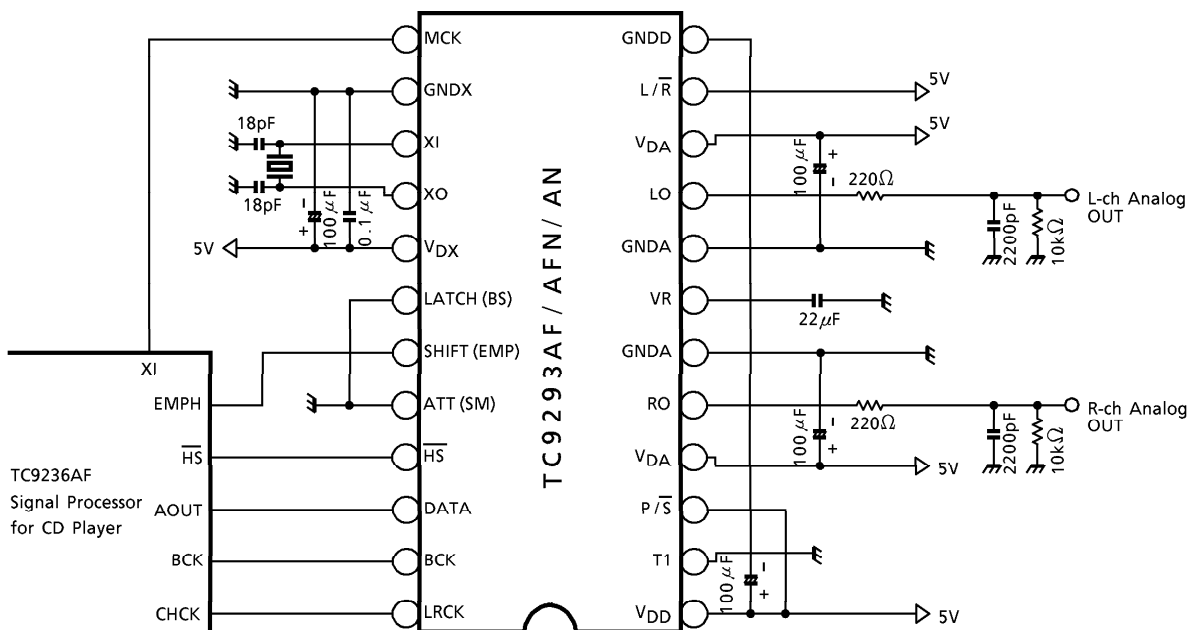 MCK
GNDX
XI
XO
VDX
LATCH (BS)
SHIFT (EMP)
ATT (SM)
H̅S̅
DATA
BCK
LRCK
18pF
18pF
5V
100μF
-
+
0.1μF
TC9293AF / AFN / AN
GNDD
L/R̅
VDA
LO
GNDA
VR
GNDA
RO
VDA
P/S̅
T1
VDD
5V
5V
100μF
+
-
220Ω
2200pF
10kΩ
L-ch Analog
OUT
22μF
100μF
-
+
220Ω
2200pF
10kΩ
R-ch Analog
OUT
5V
100μF
-
+
5V
XI
EMPH
H̅S̅
AOUT
BCK
CHCK
TC9236AF
Signal Processor
for CD Player